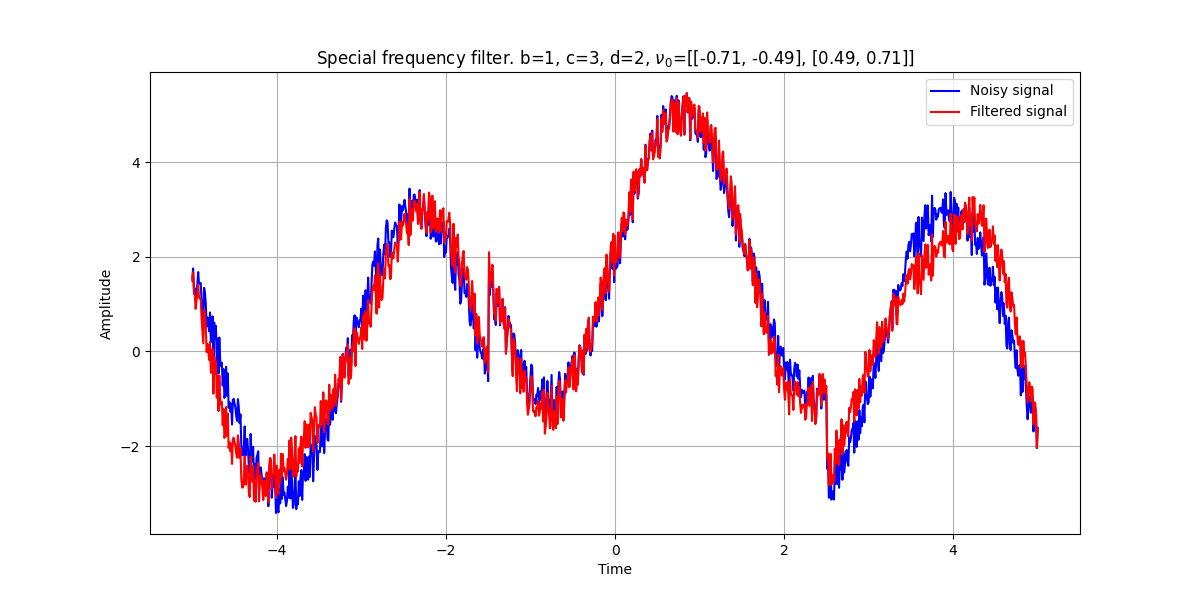 Special frequency filter. b=1, c=3, d=2, ν₀=[[-0.71, -0.49], [0.49, 0.71]]
Noisy signal
Filtered signal
Amplitude
4
2
0
−2
−4
−2
0
2
4
Time